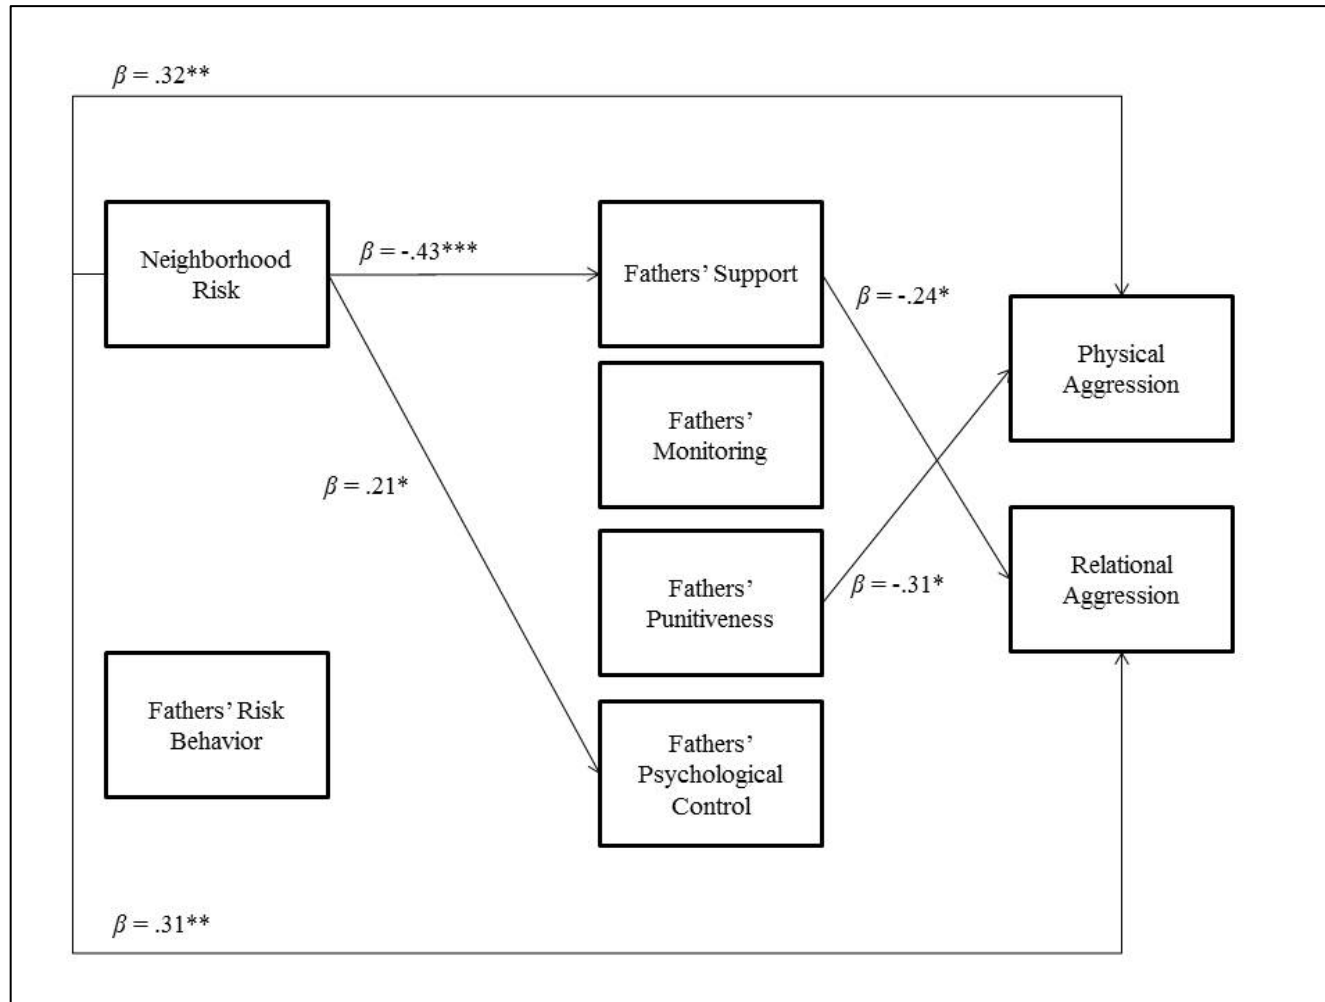 β = .32**
Neighborhood
Risk
β = -.43***
Fathers’ Support
β = -.24*
Physical
Aggression
Fathers’
Monitoring
β = .21*
Fathers’
Punitiveness
β = -.31*
Relational
Aggression
Fathers’ Risk
Behavior
Fathers’
Psychological
Control
β = .31**